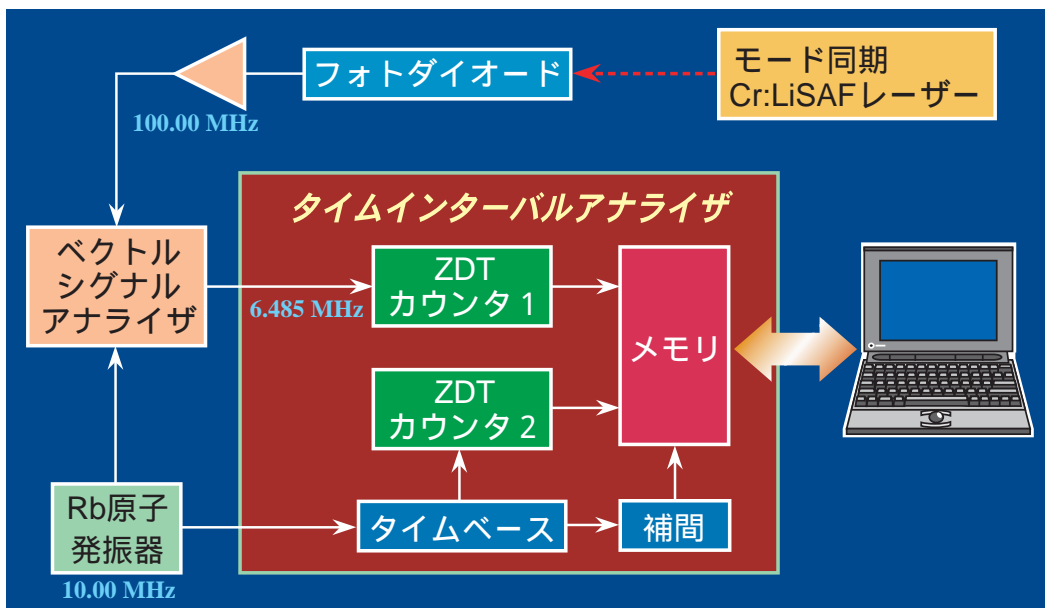 フォトダイオード
モード同期
Cr:LiSAFレーザー
100.00 MHz
タイムインターバルアナライザ
ベクトル
シグナル
アナライザ
6.485 MHz
ZDT
カウンタ 1
メモリ
ZDT
カウンタ 2
Rb原子
発振器
タイムベース
補間
10.00 MHz